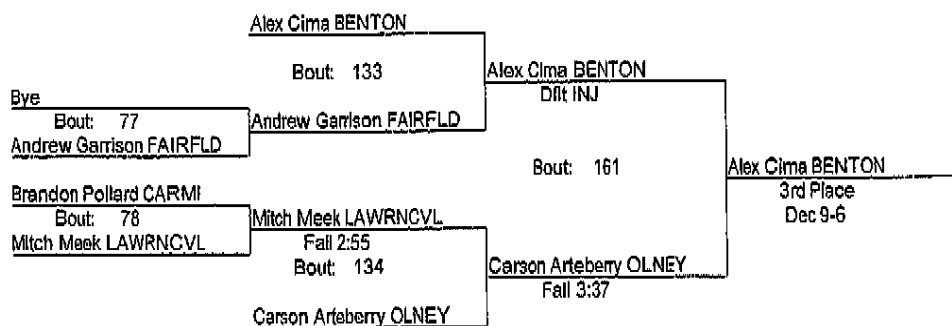 Alex Cima BENTON
Bout: 133
Alex Cima BENTON
Dflt INJ
Bye
Bout: 77
Andrew Garrison FAIRFLD
Andrew Garrison FAIRFLD
Bout: 161
Alex Cima BENTON
3rd Place
Dec 9-6
Brandon Pollard CARMI
Bout: 78
Mitch Meek LAWRNCVL
Mitch Meek LAWRNCVL
Fall 2:55
Bout: 134
Carson Arteberry OLNEY
Fall 3:37
Carson Arteberry OLNEY